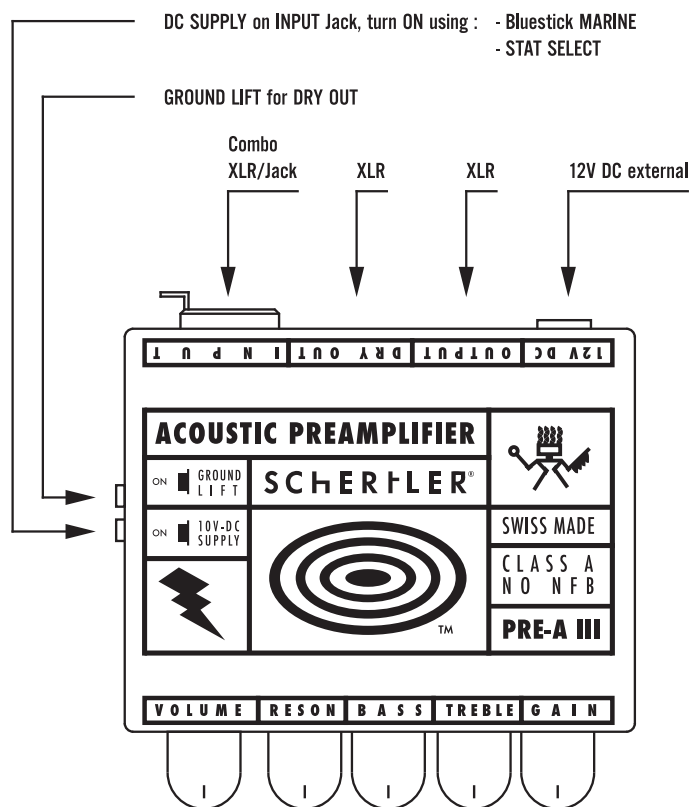 DC SUPPLY on INPUT Jack, turn ON using : - Bluestick MARINE
- STAT SELECT
GROUND LIFT for DRY OUT
Combo
XLR/Jack
XLR
XLR
12V DC external
INPUT
DRY OUT
OUTPUT
12V DC
ACOUSTIC PREAMPLIFIER
ON GROUND
LIFT
SCHERTLER®
ON 10V-DC
SUPPLY
SWISS MADE
CLASS A
NO NFB
TM
PRE-A III
VOLUME RESON BASS TREBLE GAIN